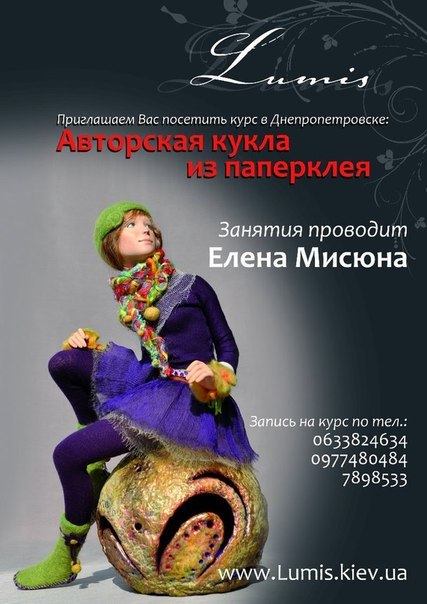 Lumis
Приглашаем Вас посетить курс в Днепропетровске:
Авторская кукла
из паперклея
Занятия проводит
Елена Мисюна
Запись на курс по тел.:
0633824634
0977480484
7898533
www.Lumis.kiev.ua